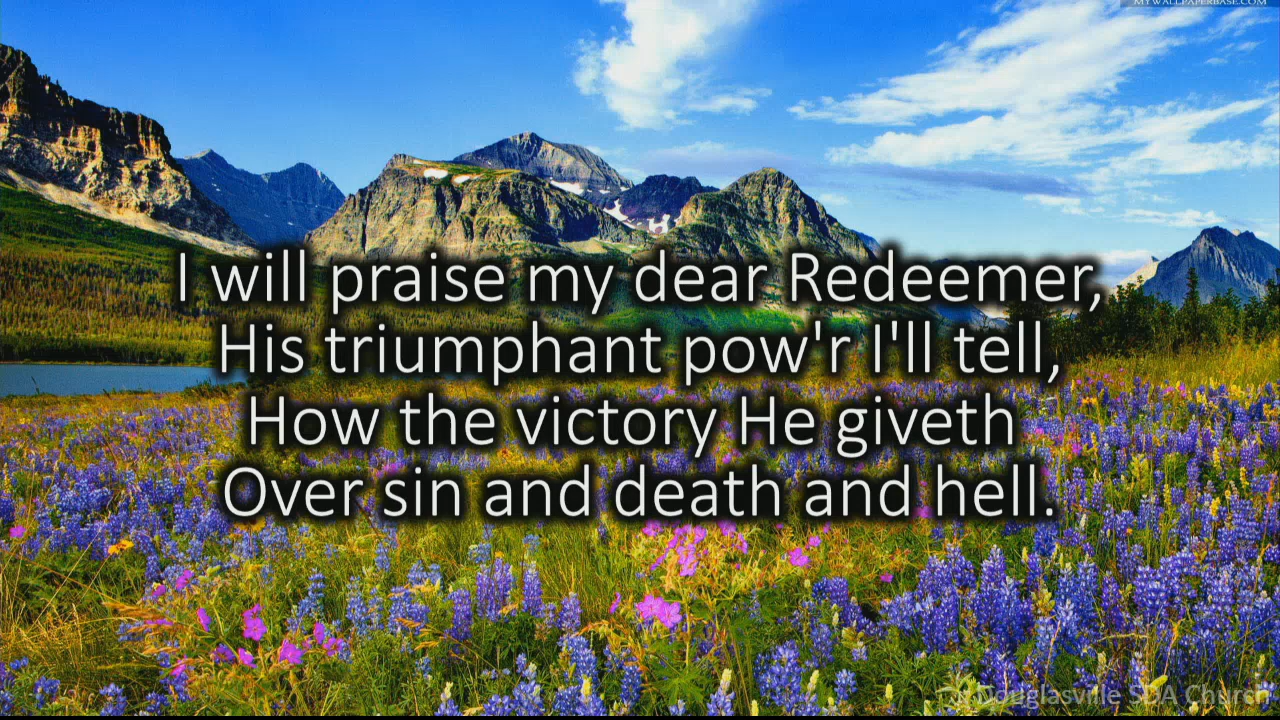 MYWALLPAPERBASE.COM
I will praise my dear Redeemer,
His triumphant pow'r I'll tell,
How the victory He giveth
Over sin and death and hell.
Douglasville SDA Church